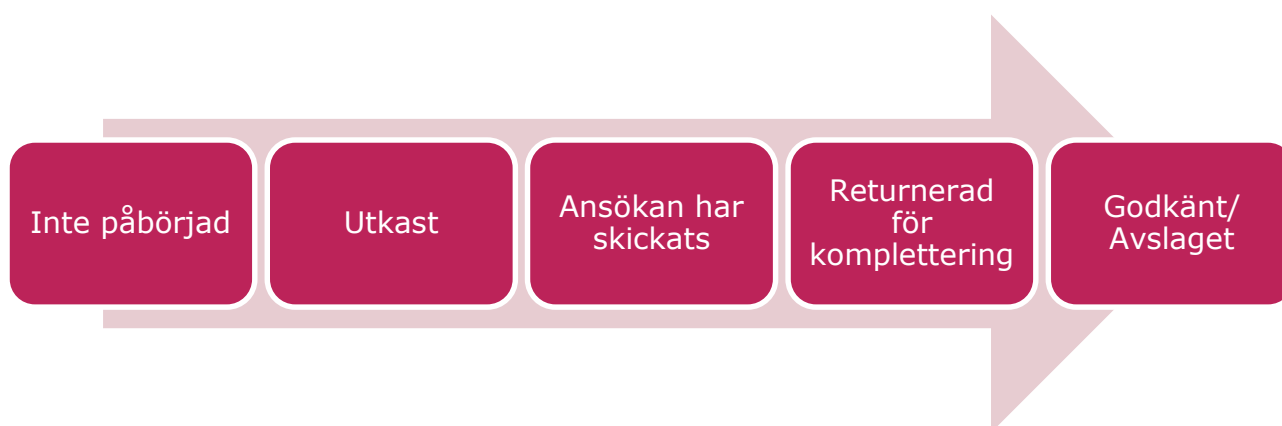 Inte påbörjad
Utkast
Ansökan har
skickats
Returnerad
för
komplettering
Godkänt/
Avslaget